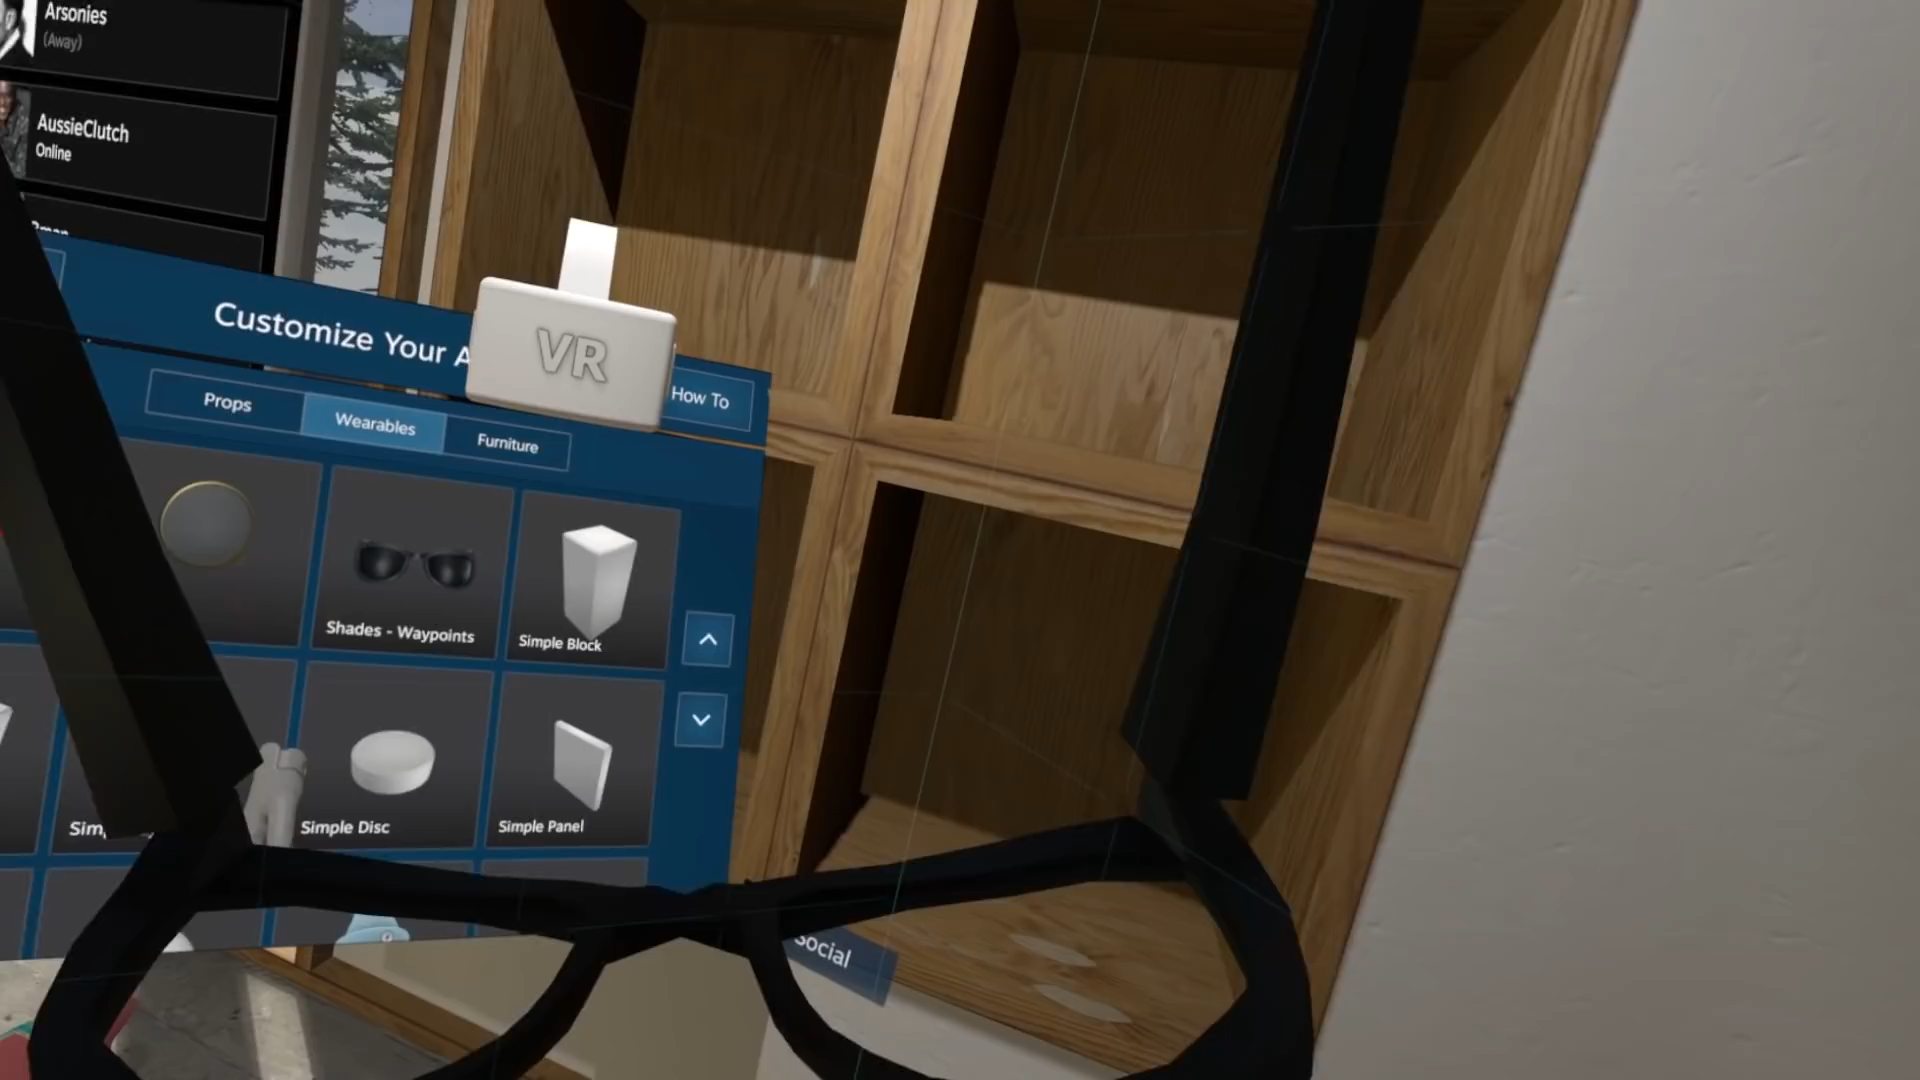 Arsonies
(Away)
AussieClutch
Online
Customize Your A
VR
How To
Props
Wearables
Furniture
Shades - Waypoints
Simple Block
Sim
Simple Disc
Simple Panel
Social